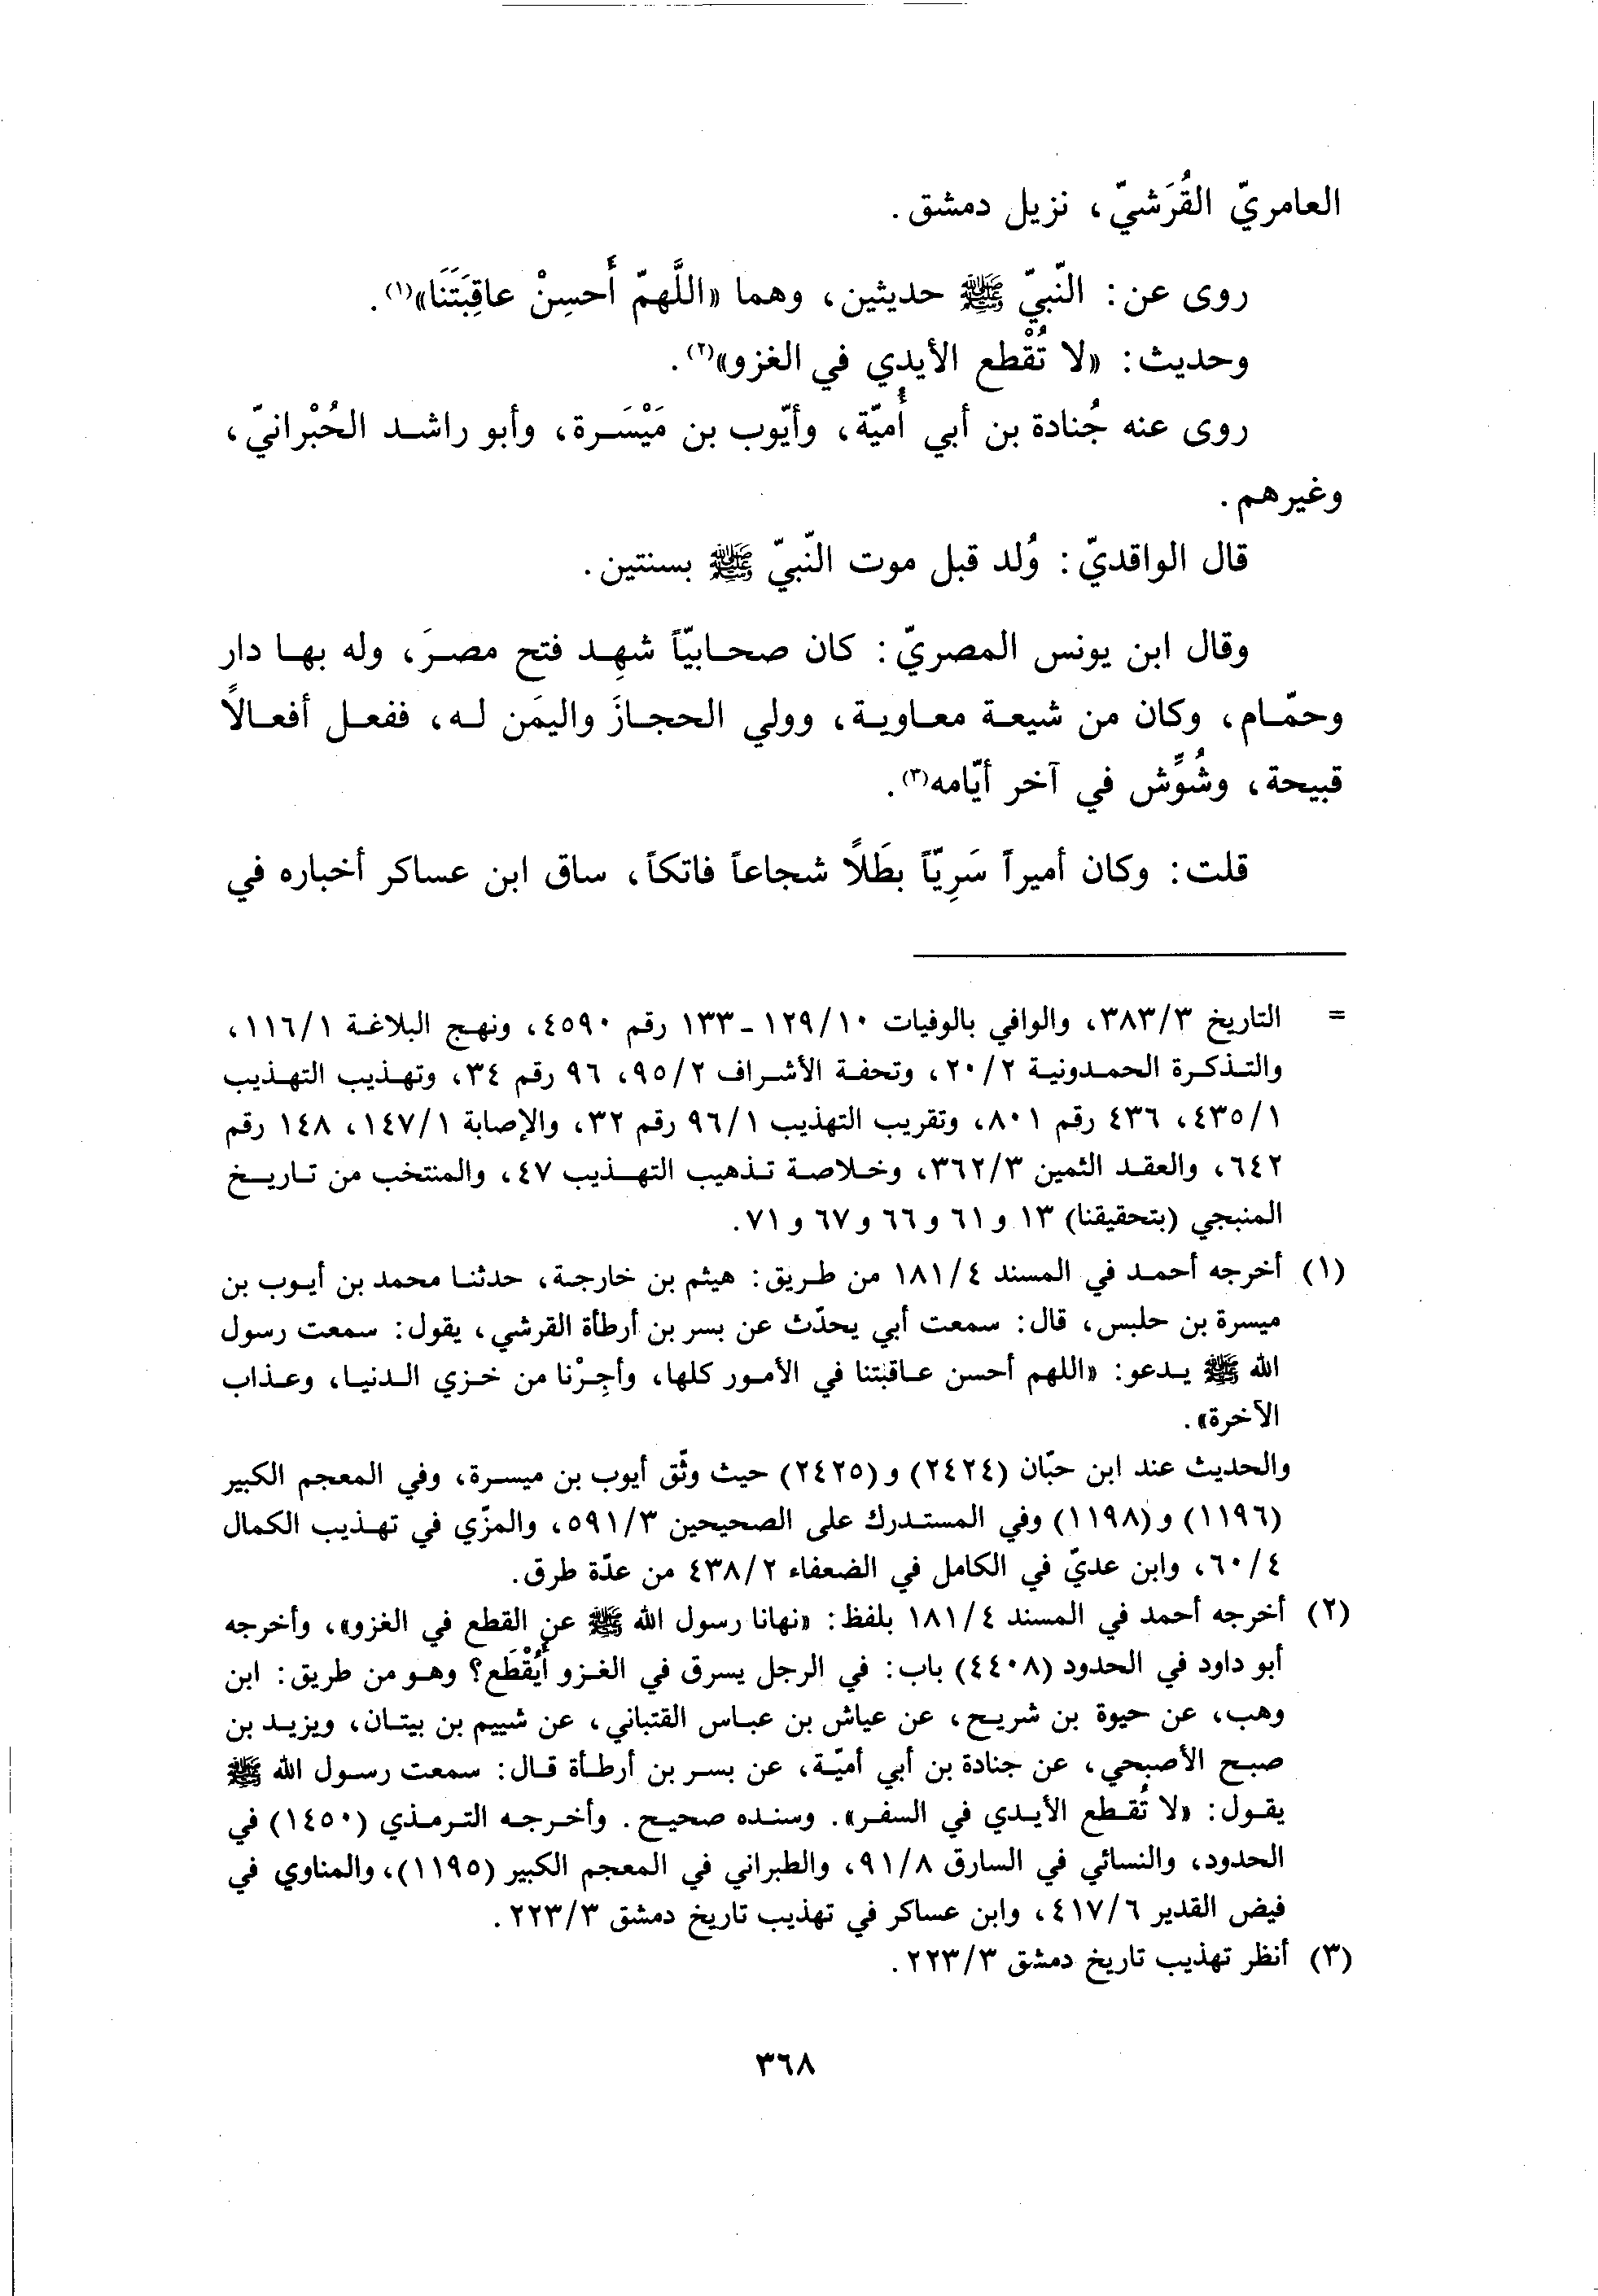 العامريّ القُرَشيّ، نزيل دمشق.
روى عن: النّبيّ ﷺ حديثين، وهما «اللَّهمّ أَحسِنْ عاقِبَتَنَا»(١).
وحديث: «لا تُقْطع الأيدي في الغزو»(٢).
روى عنه جُنادة بن أبي أُميّة، وأيّوب بن مَيْسَرة، وأبو راشد الحُبْرانيّ،
وغيرهم.
قال الواقديّ: وُلد قبل موت النّبيّ ﷺ بسنتين.
وقال ابن يونس المصريّ: كان صحابيّاً شهِد فتح مصرَ، وله بها دار
وحمّام، وكان من شيعة معاوية، وولي الحجازَ واليمَن له، ففعل أفعالًا
قبيحة، وشُوِّش في آخر أيّامه(٣).
قلت: وكان أميراً سَرِيّاً بطَلًا شجاعاً فاتكاً، ساق ابن عساكر أخباره في
= التاريخ ٣٨٣/٣، والوافي بالوفيات ١٢٩/١٠ - ١٣٣ رقم ٤٥٩٠، ونهج البلاغة ١١٦/١،
والتذكرة الحمدونية ٢٠/٢، وتحفة الأشراف ٩٥/٢، ٩٦ رقم ٣٤، وتهذيب التهذيب
٤٣٥/١، ٤٣٦ رقم ٨٠١، وتقريب التهذيب ٩٦/١ رقم ٣٢، والإصابة ١٤٧/١، ١٤٨ رقم
٦٤٢، والعقد الثمين ٣٦٢/٣، وخلاصة تذهيب التهذيب ٤٧، والمنتخب من تاريخ
المنبجي (بتحقيقنا) ١٣ و ٦١ و ٦٦ و ٦٧ و ٧١.
(١) أخرجه أحمد في المسند ١٨١/٤ من طريق: هيثم بن خارجة، حدثنا محمد بن أيوب بن
ميسرة بن حلبس، قال: سمعت أبي يحدّث عن بسر بن أرطأة القرشي، يقول: سمعت رسول
الله ﷺ يدعو: «اللهم أحسن عاقبتنا في الأمور كلها، وأجِرْنا من خزي الدنيا، وعذاب
الآخرة».
والحديث عند ابن حبّان (٢٤٢٤) و (٢٤٢٥) حيث وثّق أيوب بن ميسرة، وفي المعجم الكبير
(١١٩٦) و (١١٩٨) وفي المستدرك على الصحيحين ٥٩١/٣، والمزّي في تهذيب الكمال
٦٠/٤، وابن عديّ في الكامل في الضعفاء ٤٣٨/٢ من عدّة طرق.
(٢) أخرجه أحمد في المسند ١٨١/٤ بلفظ: «نهانا رسول الله ﷺ عن القطع في الغزو»، وأخرجه
أبو داود في الحدود (٤٤٠٨) باب: في الرجل يسرق في الغزو أَيُقْطَع؟ وهو من طريق: ابن
وهب، عن حيوة بن شريح، عن عياش بن عباس القتباني، عن شييم بن بيتان، ويزيد بن
صبح الأصبحي، عن جنادة بن أبي أميّة، عن بسر بن أرطأة قال: سمعت رسول الله ﷺ
يقول: «لا تُقطع الأيدي في السفر». وسنده صحيح. وأخرجه الترمذي (١٤٥٠) في
الحدود، والنسائي في السارق ٩١/٨، والطبراني في المعجم الكبير (١١٩٥)، والمناوي في
فيض القدير ٤١٧/٦، وابن عساكر في تهذيب تاريخ دمشق ٢٢٣/٣.
(٣) أنظر تهذيب تاريخ دمشق ٢٢٣/٣.
٣٦٨